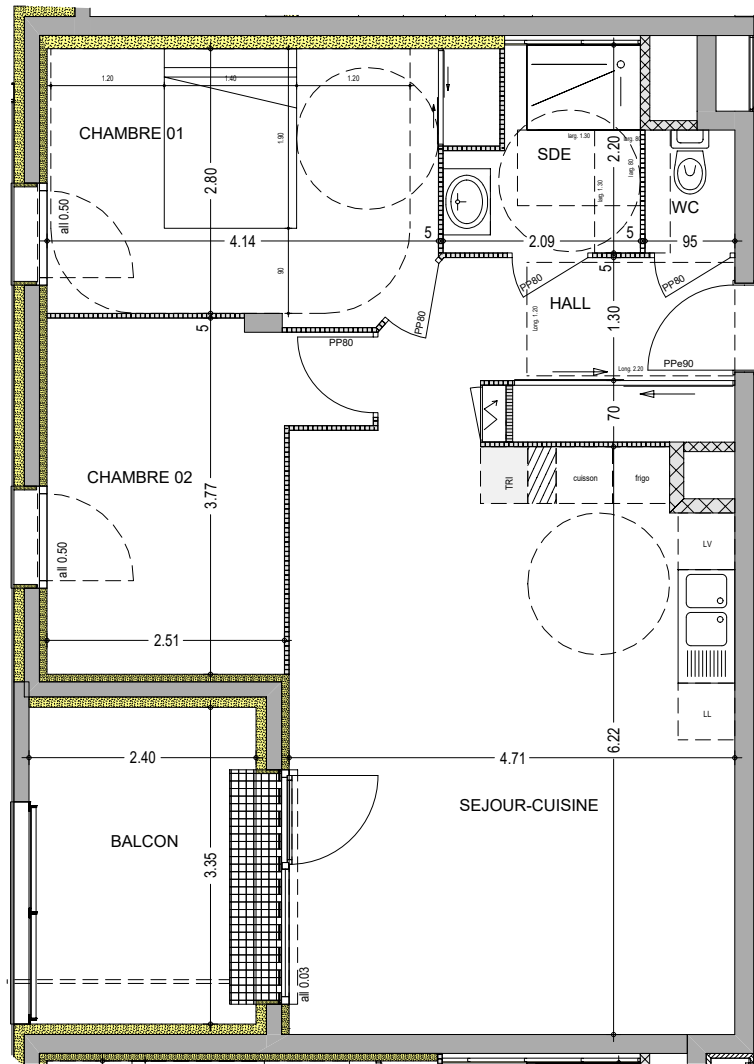 1.20
1.40
1.20
CHAMBRE 01
1.90
2.80
all 0.50
4.14
5
90
SDE
larg. 1.30
larg. 80
larg. 80
larg. 1.30
2.20
WC
2.09
5
95
5
PP80
PP80
HALL
1.30
Long. 1.20
Long. 2.20
PPe90
PP80
PP80
5
70
CHAMBRE 02
3.77
all 0.50
2.51
TRI
cuisson
frigo
LV
LL
6.22
2.40
4.71
SEJOUR-CUISINE
BALCON
3.35
all 0.03